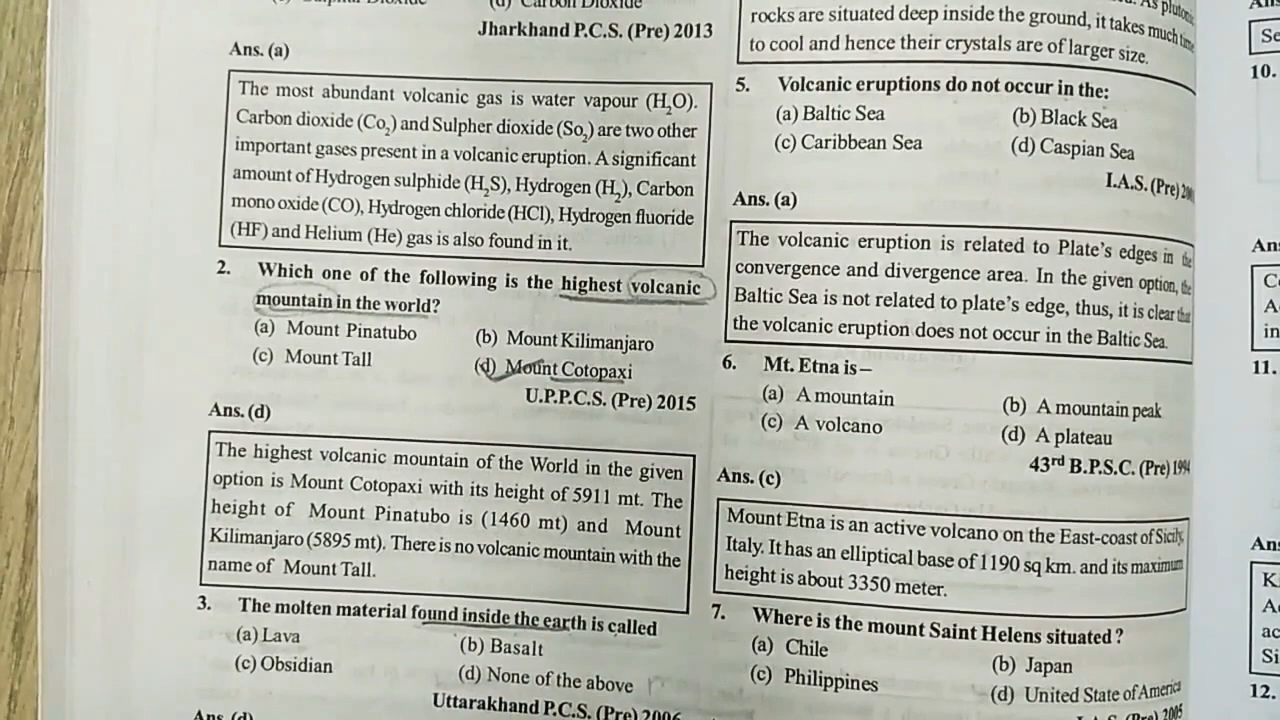 (d) Carbon Dioxide
Jharkhand P.C.S. (Pre) 2013
Ans. (a)
The most abundant volcanic gas is water vapour (H₂O).
Carbon dioxide (Co₂) and Sulpher dioxide (So₂) are two other
important gases present in a volcanic eruption. A significant
amount of Hydrogen sulphide (H₂S), Hydrogen (H₂), Carbon
mono oxide (CO), Hydrogen chloride (HCl), Hydrogen fluoride
(HF) and Helium (He) gas is also found in it.
2. Which one of the following is the highest volcanic
mountain in the world?
(a) Mount Pinatubo (b) Mount Kilimanjaro
(c) Mount Tall (d) Mount Cotopaxi
U.P.P.C.S. (Pre) 2015
Ans. (d)
The highest volcanic mountain of the World in the given
option is Mount Cotopaxi with its height of 5911 mt. The
height of Mount Pinatubo is (1460 mt) and Mount
Kilimanjaro (5895 mt). There is no volcanic mountain with the
name of Mount Tall.
3. The molten material found inside the earth is called
(a) Lava (b) Basalt
(c) Obsidian (d) None of the above
Uttarakhand P.C.S. (Pre) 2006
Ans. (d)
As plutonic
rocks are situated deep inside the ground, it takes much time
to cool and hence their crystals are of larger size.
5. Volcanic eruptions do not occur in the:
(a) Baltic Sea (b) Black Sea
(c) Caribbean Sea (d) Caspian Sea
I.A.S. (Pre)
Ans. (a)
The volcanic eruption is related to Plate's edges in the
convergence and divergence area. In the given option, the
Baltic Sea is not related to plate's edge, thus, it is clear that
the volcanic eruption does not occur in the Baltic Sea.
6. Mt. Etna is–
(a) A mountain (b) A mountain peak
(c) A volcano (d) A plateau
43rd B.P.S.C. (Pre) 1994
Ans. (c)
Mount Etna is an active volcano on the East-coast of Sicily,
Italy. It has an elliptical base of 1190 sq km. and its maximum
height is about 3350 meter.
7. Where is the mount Saint Helens situated?
(a) Chile (b) Japan
(c) Philippines (d) United State of America
I.A.S. (Pre) 2005
10.
11.
12.